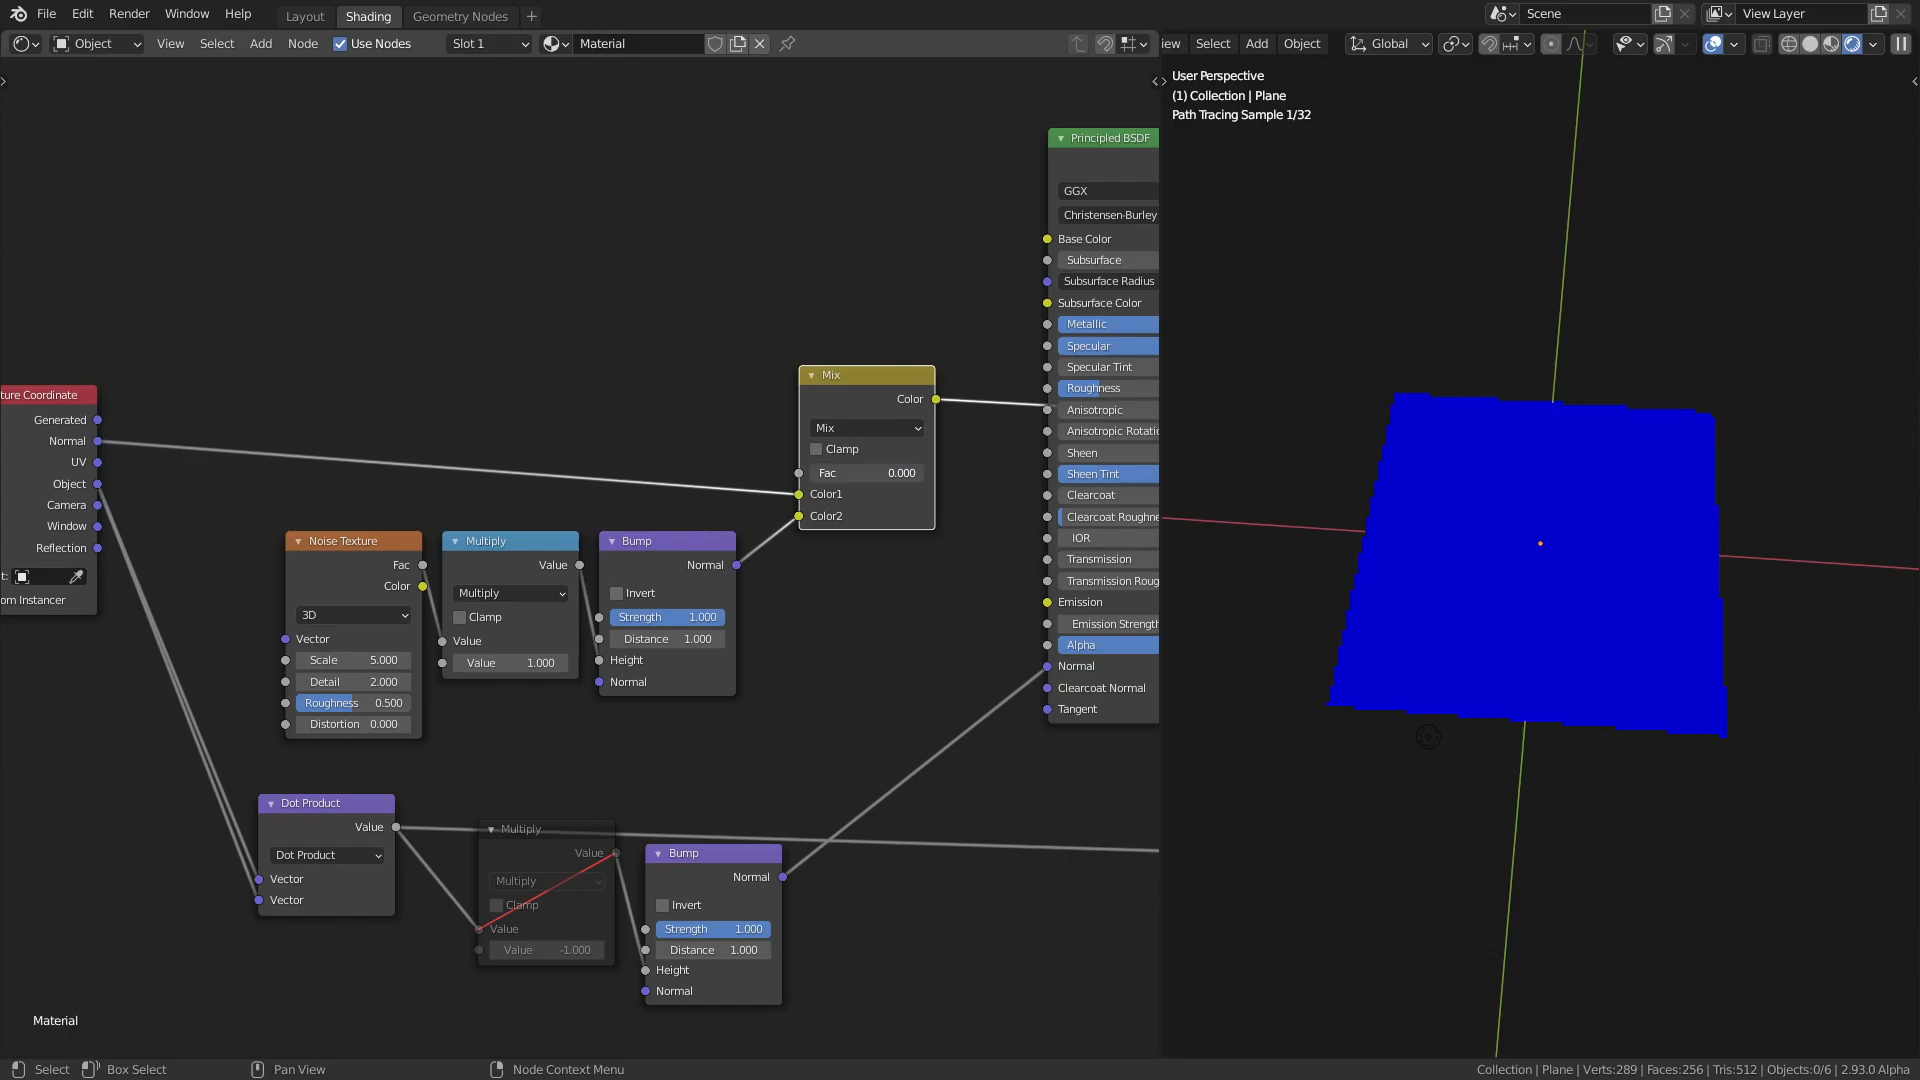 File Edit Render Window Help Layout Shading Geometry Nodes + Scene View Layer
Object View Select Add Node Use Nodes Slot 1 Material iew Select Add Object Global
User Perspective
(1) Collection | Plane
Path Tracing Sample 1/32
Principled BSDF
GGX
Christensen-Burley
Base Color
Subsurface
Subsurface Radius
Subsurface Color
Metallic
Specular
Specular Tint
Roughness
Anisotropic
Anisotropic Rotatio
Sheen
Sheen Tint
Clearcoat
Clearcoat Roughne
IOR
Transmission
Transmission Roug
Emission
Emission Strength
Alpha
Normal
Clearcoat Normal
Tangent
Mix
Color
Mix
Clamp
Fac 0.000
Color1
Color2
ture Coordinate
Generated
Normal
UV
Object
Camera
Window
Reflection
t:
om Instancer
Noise Texture
Fac
Color
3D
Vector
Scale 5.000
Detail 2.000
Roughness 0.500
Distortion 0.000
Multiply
Value
Multiply
Clamp
Value
Value 1.000
Bump
Normal
Invert
Strength 1.000
Distance 1.000
Height
Normal
Dot Product
Value
Dot Product
Vector
Vector
Multiply
Value
Multiply
Clamp
Value
Value -1.000
Bump
Normal
Invert
Strength 1.000
Distance 1.000
Height
Normal
Material
Select Box Select Pan View Node Context Menu Collection | Plane | Verts:289 | Faces:256 | Tris:512 | Objects:0/6 | 2.93.0 Alpha